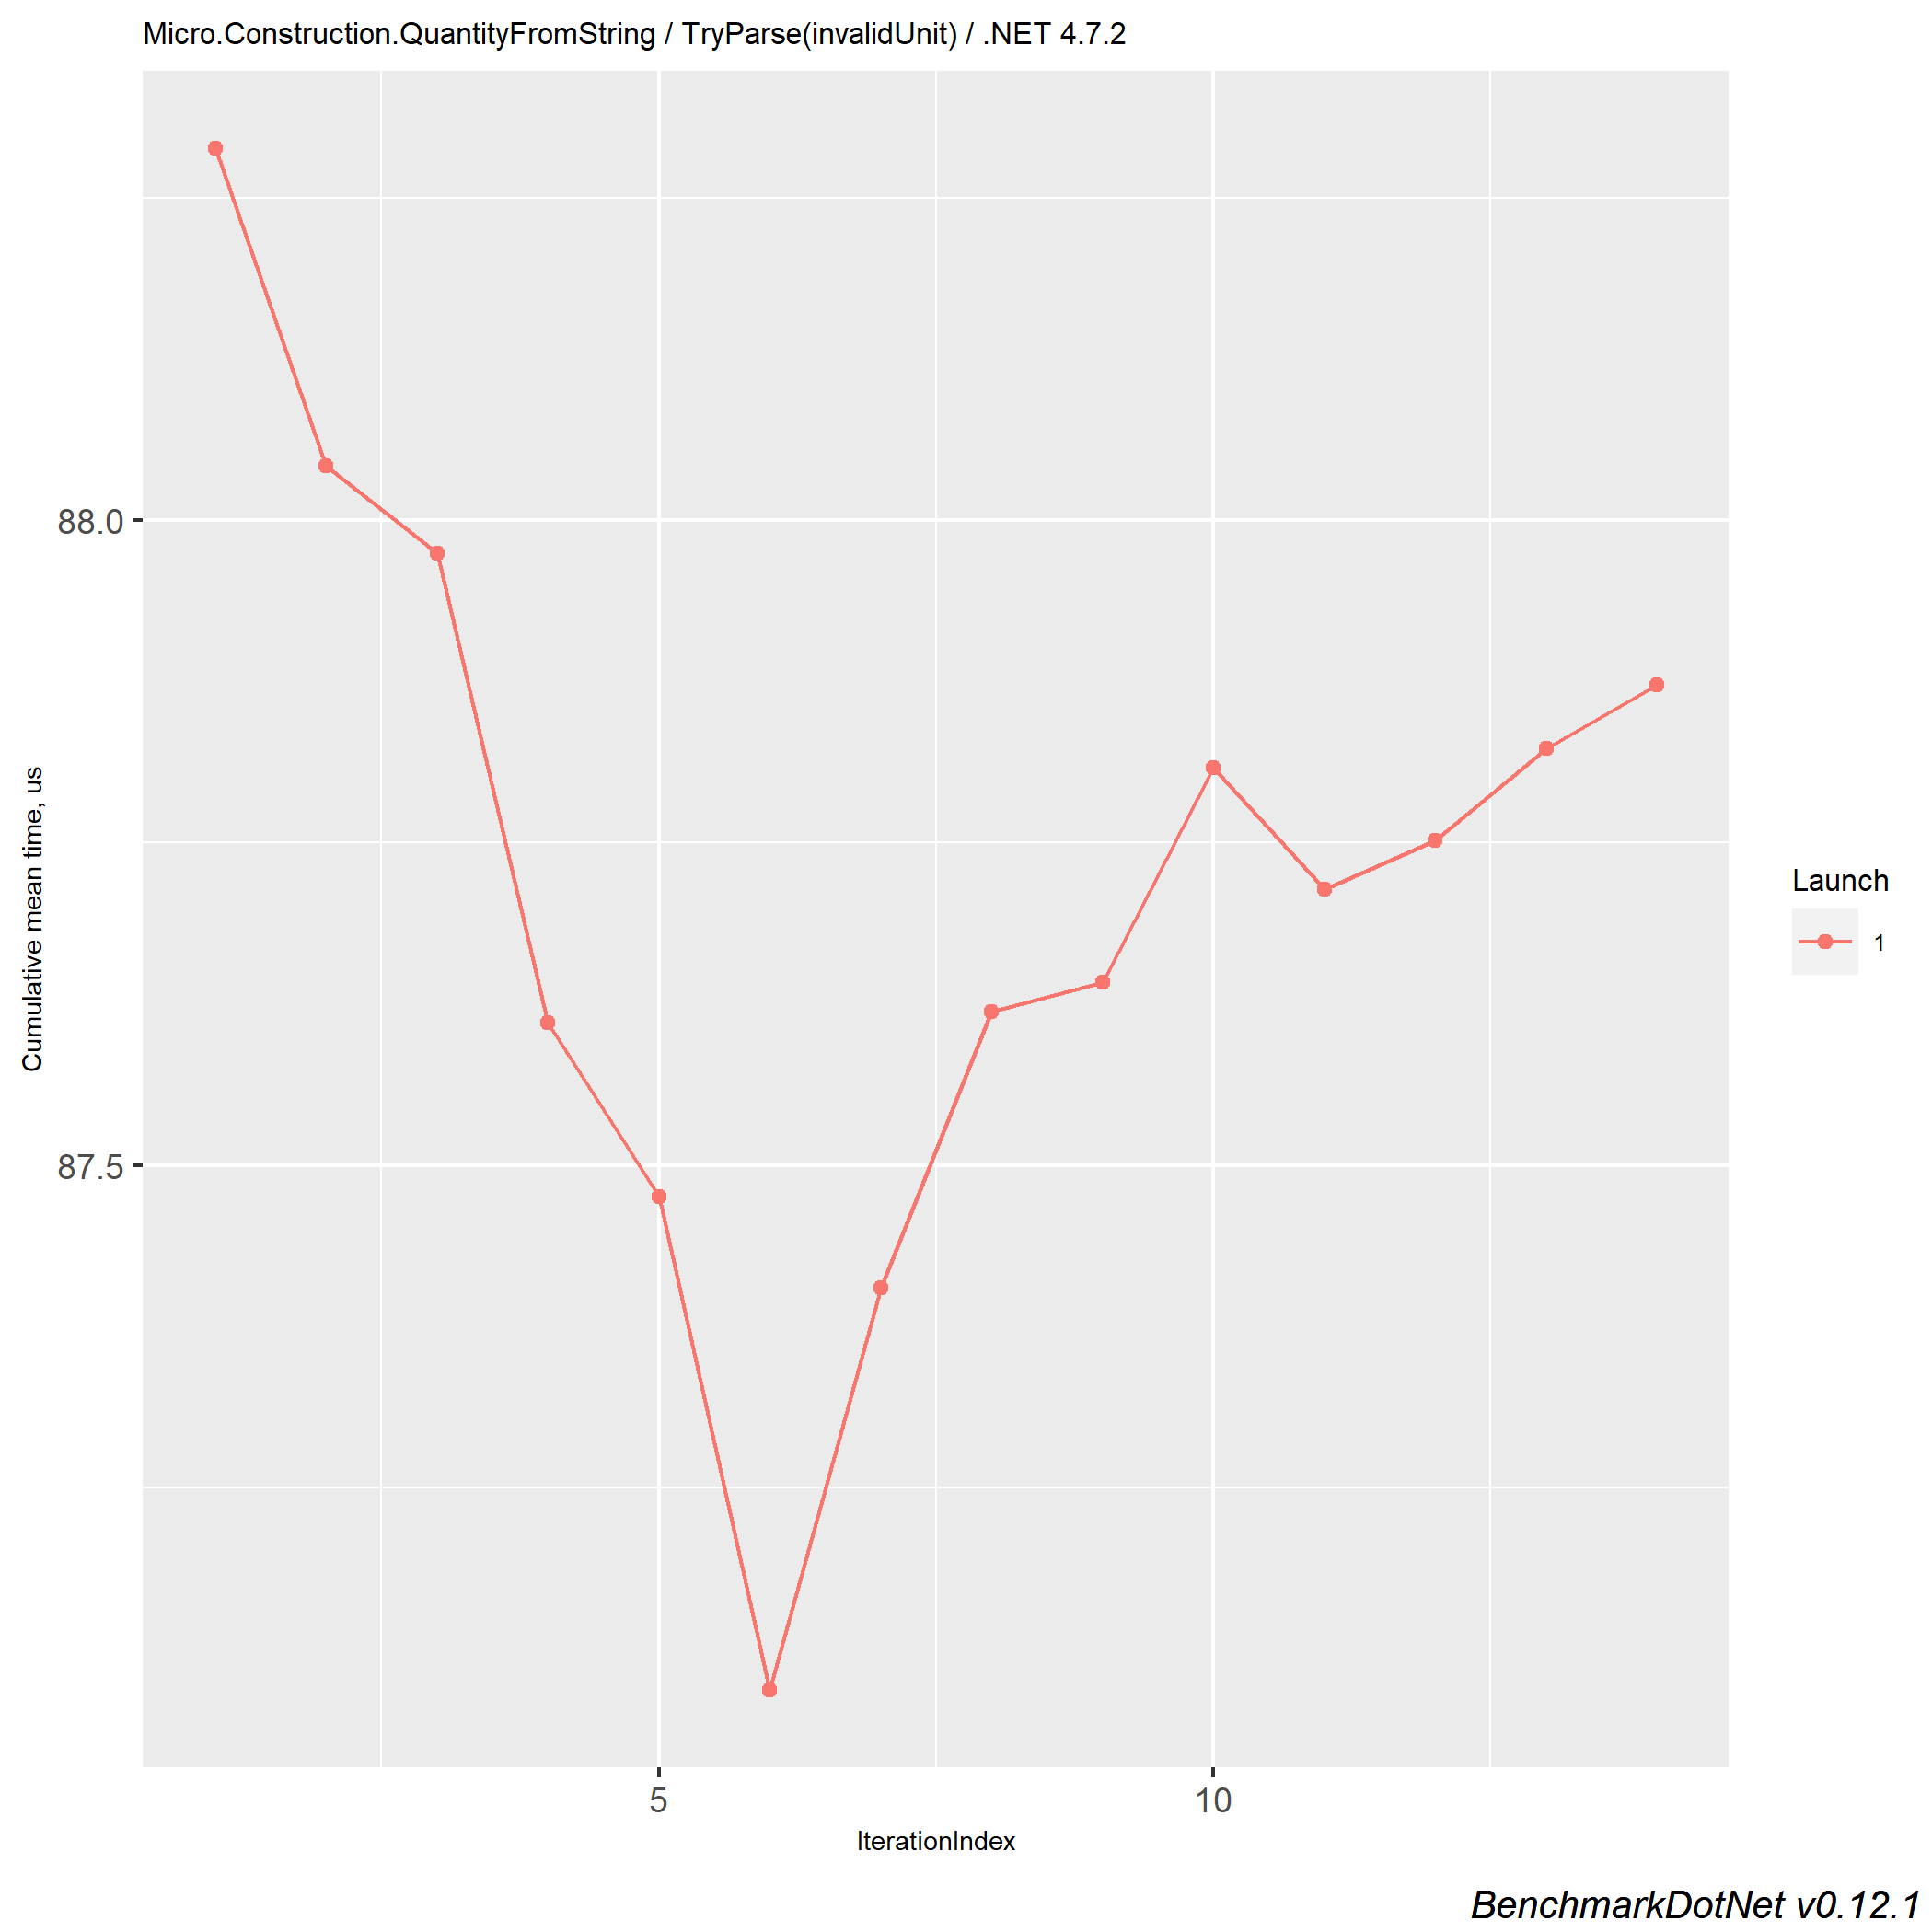 Micro.Construction.QuantityFromString / TryParse(invalidUnit) / .NET 4.7.2
88.0
87.5
Cumulative mean time, us
5
10
IterationIndex
Launch
1
BenchmarkDotNet v0.12.1